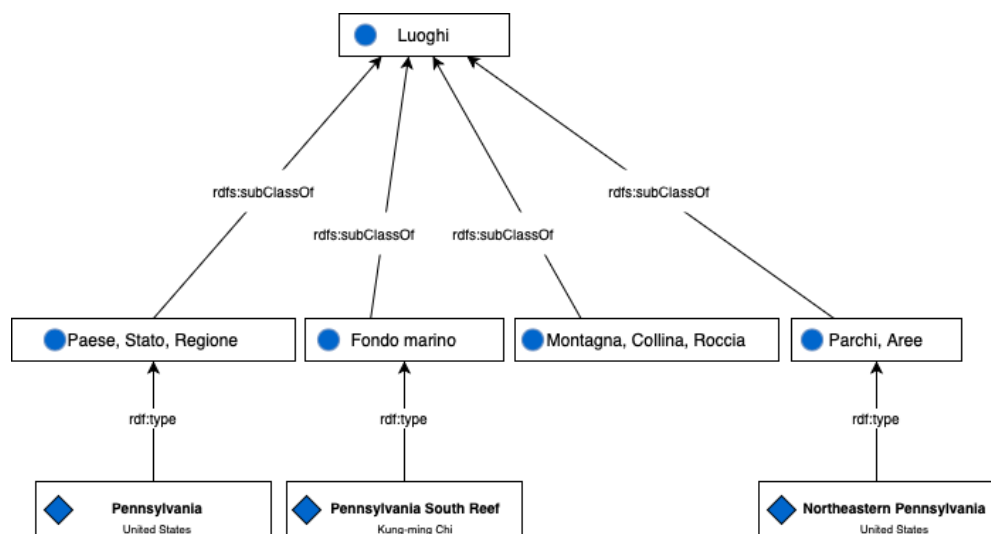 Luoghi
rdfs:subClassOf
rdfs:subClassOf
rdfs:subClassOf
rdfs:subClassOf
Paese, Stato, Regione
Fondo marino
Montagna, Collina, Roccia
Parchi, Aree
rdf:type
rdf:type
rdf:type
Pennsylvania
United States
Pennsylvania South Reef
Kung-ming Chi
Northeastern Pennsylvania
United States